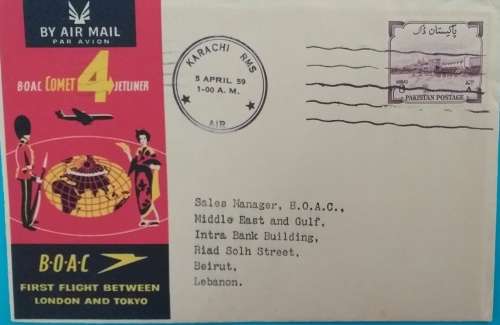 BY AIR MAIL
PAR AVION
BOAC COMET 4 JETLINER
B·O·A·C
FIRST FLIGHT BETWEEN
LONDON AND TOKYO
KARACHI RMS
5 APRIL 59
1-00 A. M.
AIR
پاکستان ڈاک
PAKISTAN POSTAGE
Sales Manager, B.O.A.C.,
Middle East and Gulf,
Intra Bank Building,
Riad Solh Street,
Beirut,
Lebanon.